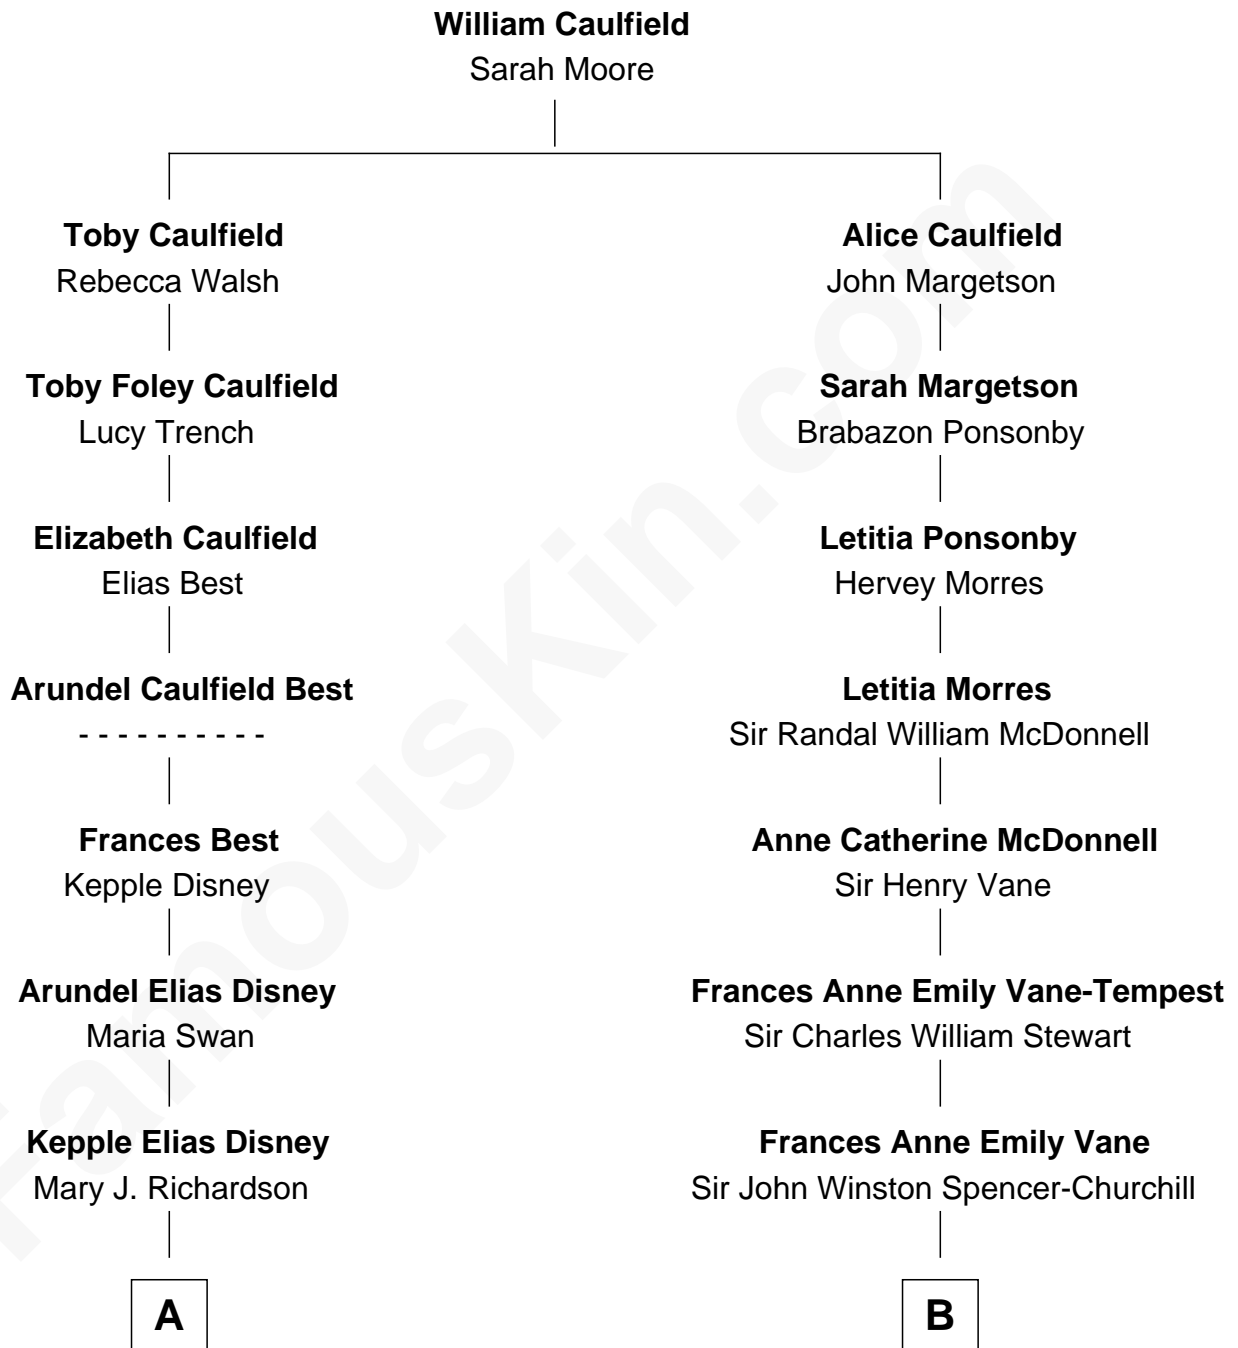 William Caulfield
Sarah Moore
Toby Caulfield
Rebecca Walsh
Alice Caulfield
John Margetson
Toby Foley Caulfield
Lucy Trench
Sarah Margetson
Brabazon Ponsonby
Elizabeth Caulfield
Elias Best
Letitia Ponsonby
Hervey Morres
Arundel Caulfield Best
- - - - - - - - - -
Letitia Morres
Sir Randal William McDonnell
Frances Best
Kepple Disney
Anne Catherine McDonnell
Sir Henry Vane
Arundel Elias Disney
Maria Swan
Frances Anne Emily Vane-Tempest
Sir Charles William Stewart
Kepple Elias Disney
Mary J. Richardson
Frances Anne Emily Vane
Sir John Winston Spencer-Churchill
A
B
FamousKin.com